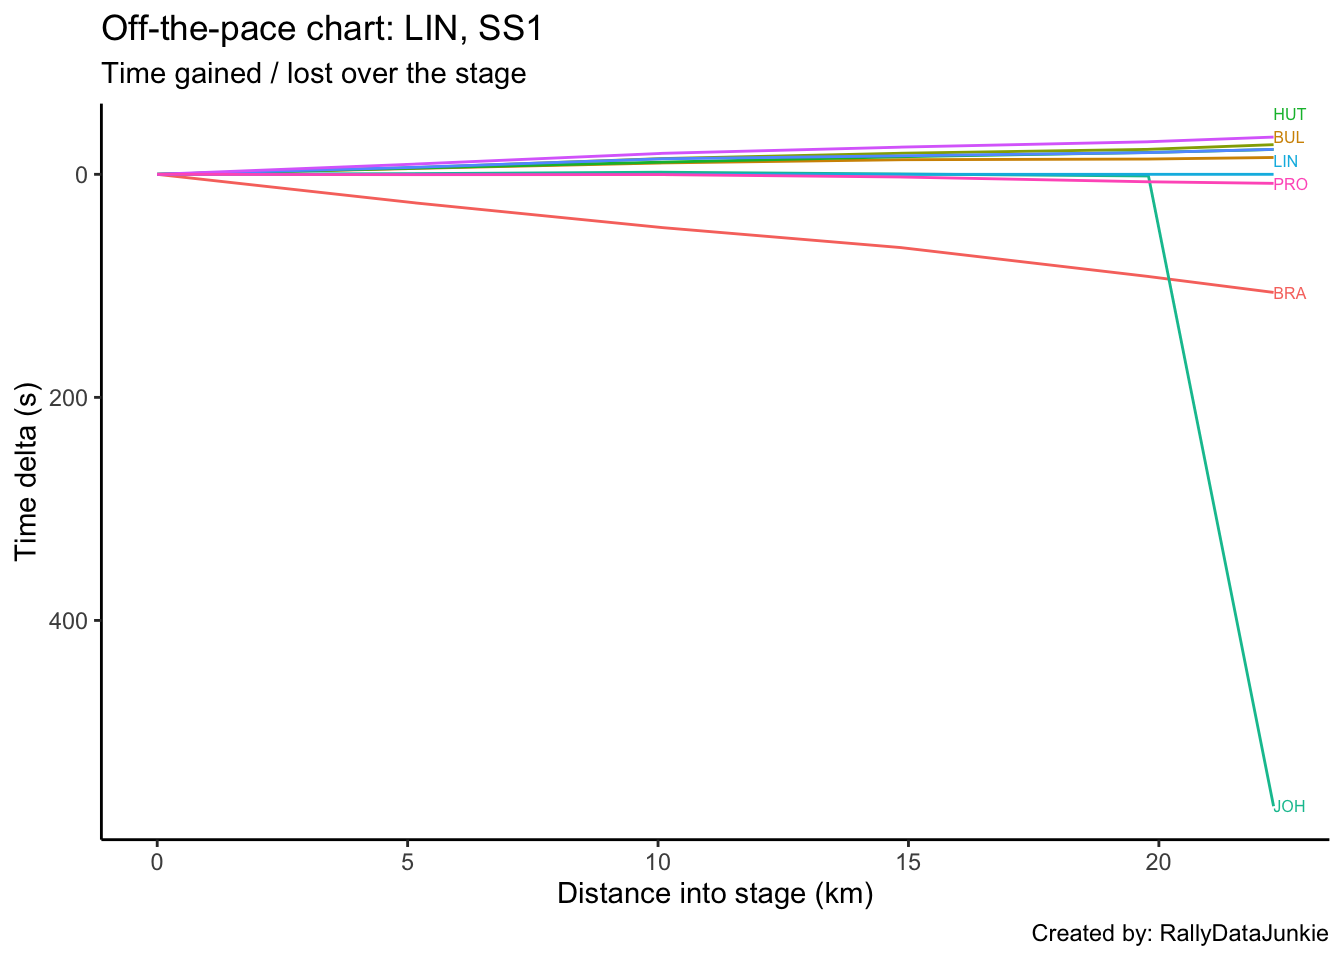 Off-the-pace chart: LIN, SS1
Time gained / lost over the stage
HUT
BUL
LIN
PRO
BRA
JOH
0
200
400
Time delta (s)
0 5 10 15 20
Distance into stage (km)
Created by: RallyDataJunkie